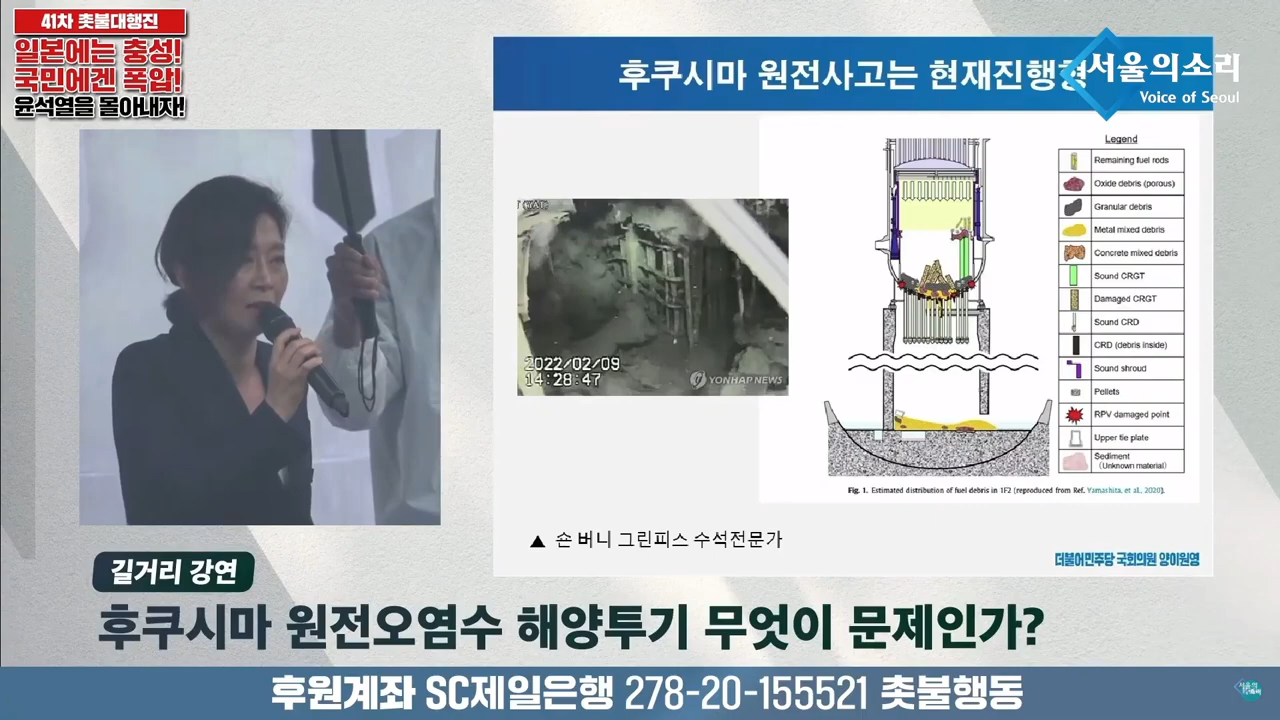 41차 촛불대행진
일본에는 충성!
국민에겐 폭압!
윤석열을 몰아내자!
후쿠시마 원전사고는 현재진행형
서울의소리
Voice of Seoul
Legend
Remaining fuel rods
Oxide debris (porous)
Granular debris
Metal mixed debris
Concrete mixed debris
Sound CRGT
Damaged CRGT
Sound CRD
CRD (debris inside)
Sound shroud
Pellets
RPV damaged point
Upper tie plate
Sediment
(Unknown material)
2022/02/09
14:28:47
YONHAP NEWS
Fig. 1. Estimated distribution of fuel debris in 1F2 (reproduced from Ref. Yamashita, et al., 2020).
▲ 숀 버니 그린피스 수석전문가
더불어민주당 국회의원 양이원영
길거리 강연
후쿠시마 원전오염수 해양투기 무엇이 문제인가?
후원계좌 SC제일은행 278-20-155521 촛불행동